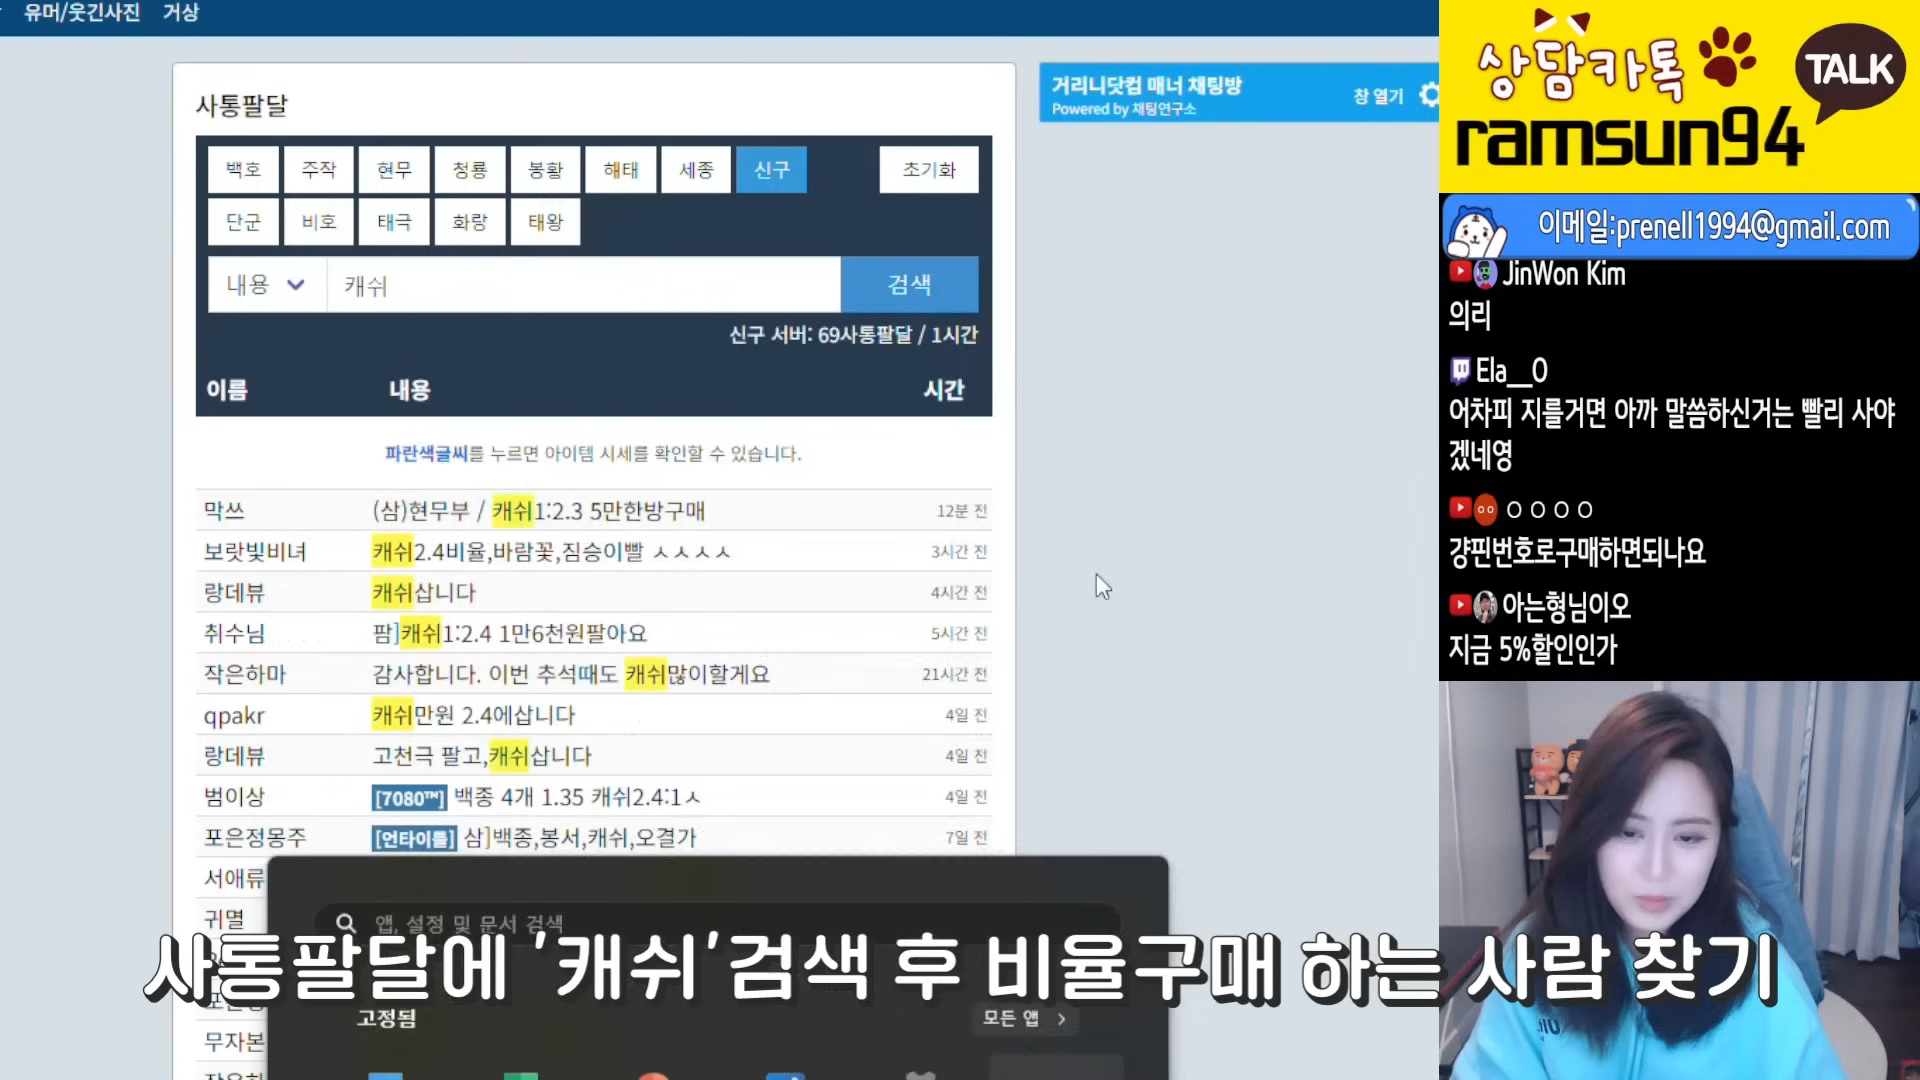 유머/웃긴사진 거상
사통팔달
백호 주작 현무 청룡 봉황 해태 세종 신구 초기화
단군 비호 태극 화랑 태왕
내용 캐쉬 검색
신구 서버: 69사통팔달 / 1시간
이름 내용 시간
파란색글씨를 누르면 아이템 시세를 확인할 수 있습니다.
막쓰 (삼)현무부 / 캐쉬1:2.3 5만한방구매 12분 전
보랏빛비녀 캐쉬2.4비율,바람꽃,짐승이빨 ㅅㅅㅅㅅ 3시간 전
랑데뷰 캐쉬삽니다 4시간 전
취수님 팜]캐쉬1:2.4 1만6천원팔아요 5시간 전
작은하마 감사합니다. 이번 추석때도 캐쉬많이할게요 21시간 전
qpakr 캐쉬만원 2.4에삽니다 4일 전
랑데뷰 고천극 팔고,캐쉬삽니다 4일 전
범이상 [7080™] 백종 4개 1.35 캐쉬2.4:1ㅅ 4일 전
포은정몽주 [언타이틀] 삼]백종,봉서,캐쉬,오결가 7일 전
서애류
귀멸
무자본
앱, 설정 및 문서 검색
고정됨 모든 앱 >
사통팔달에 '캐쉬'검색 후 비율구매 하는 사람 찾기
거리니닷컴 매너 채팅방
Powered by 채팅연구소
창 열기
상담카톡 TALK
ramsun94
이메일:prenell1994@gmail.com
JinWon Kim
의리
Ela__O
어차피 지를거면 아까 말씀하신거는 빨리 사야
겠네영
ㅇㅇㅇㅇ
걍핀번호로구매하면되나요
아는형님이오
지금 5%할인인가